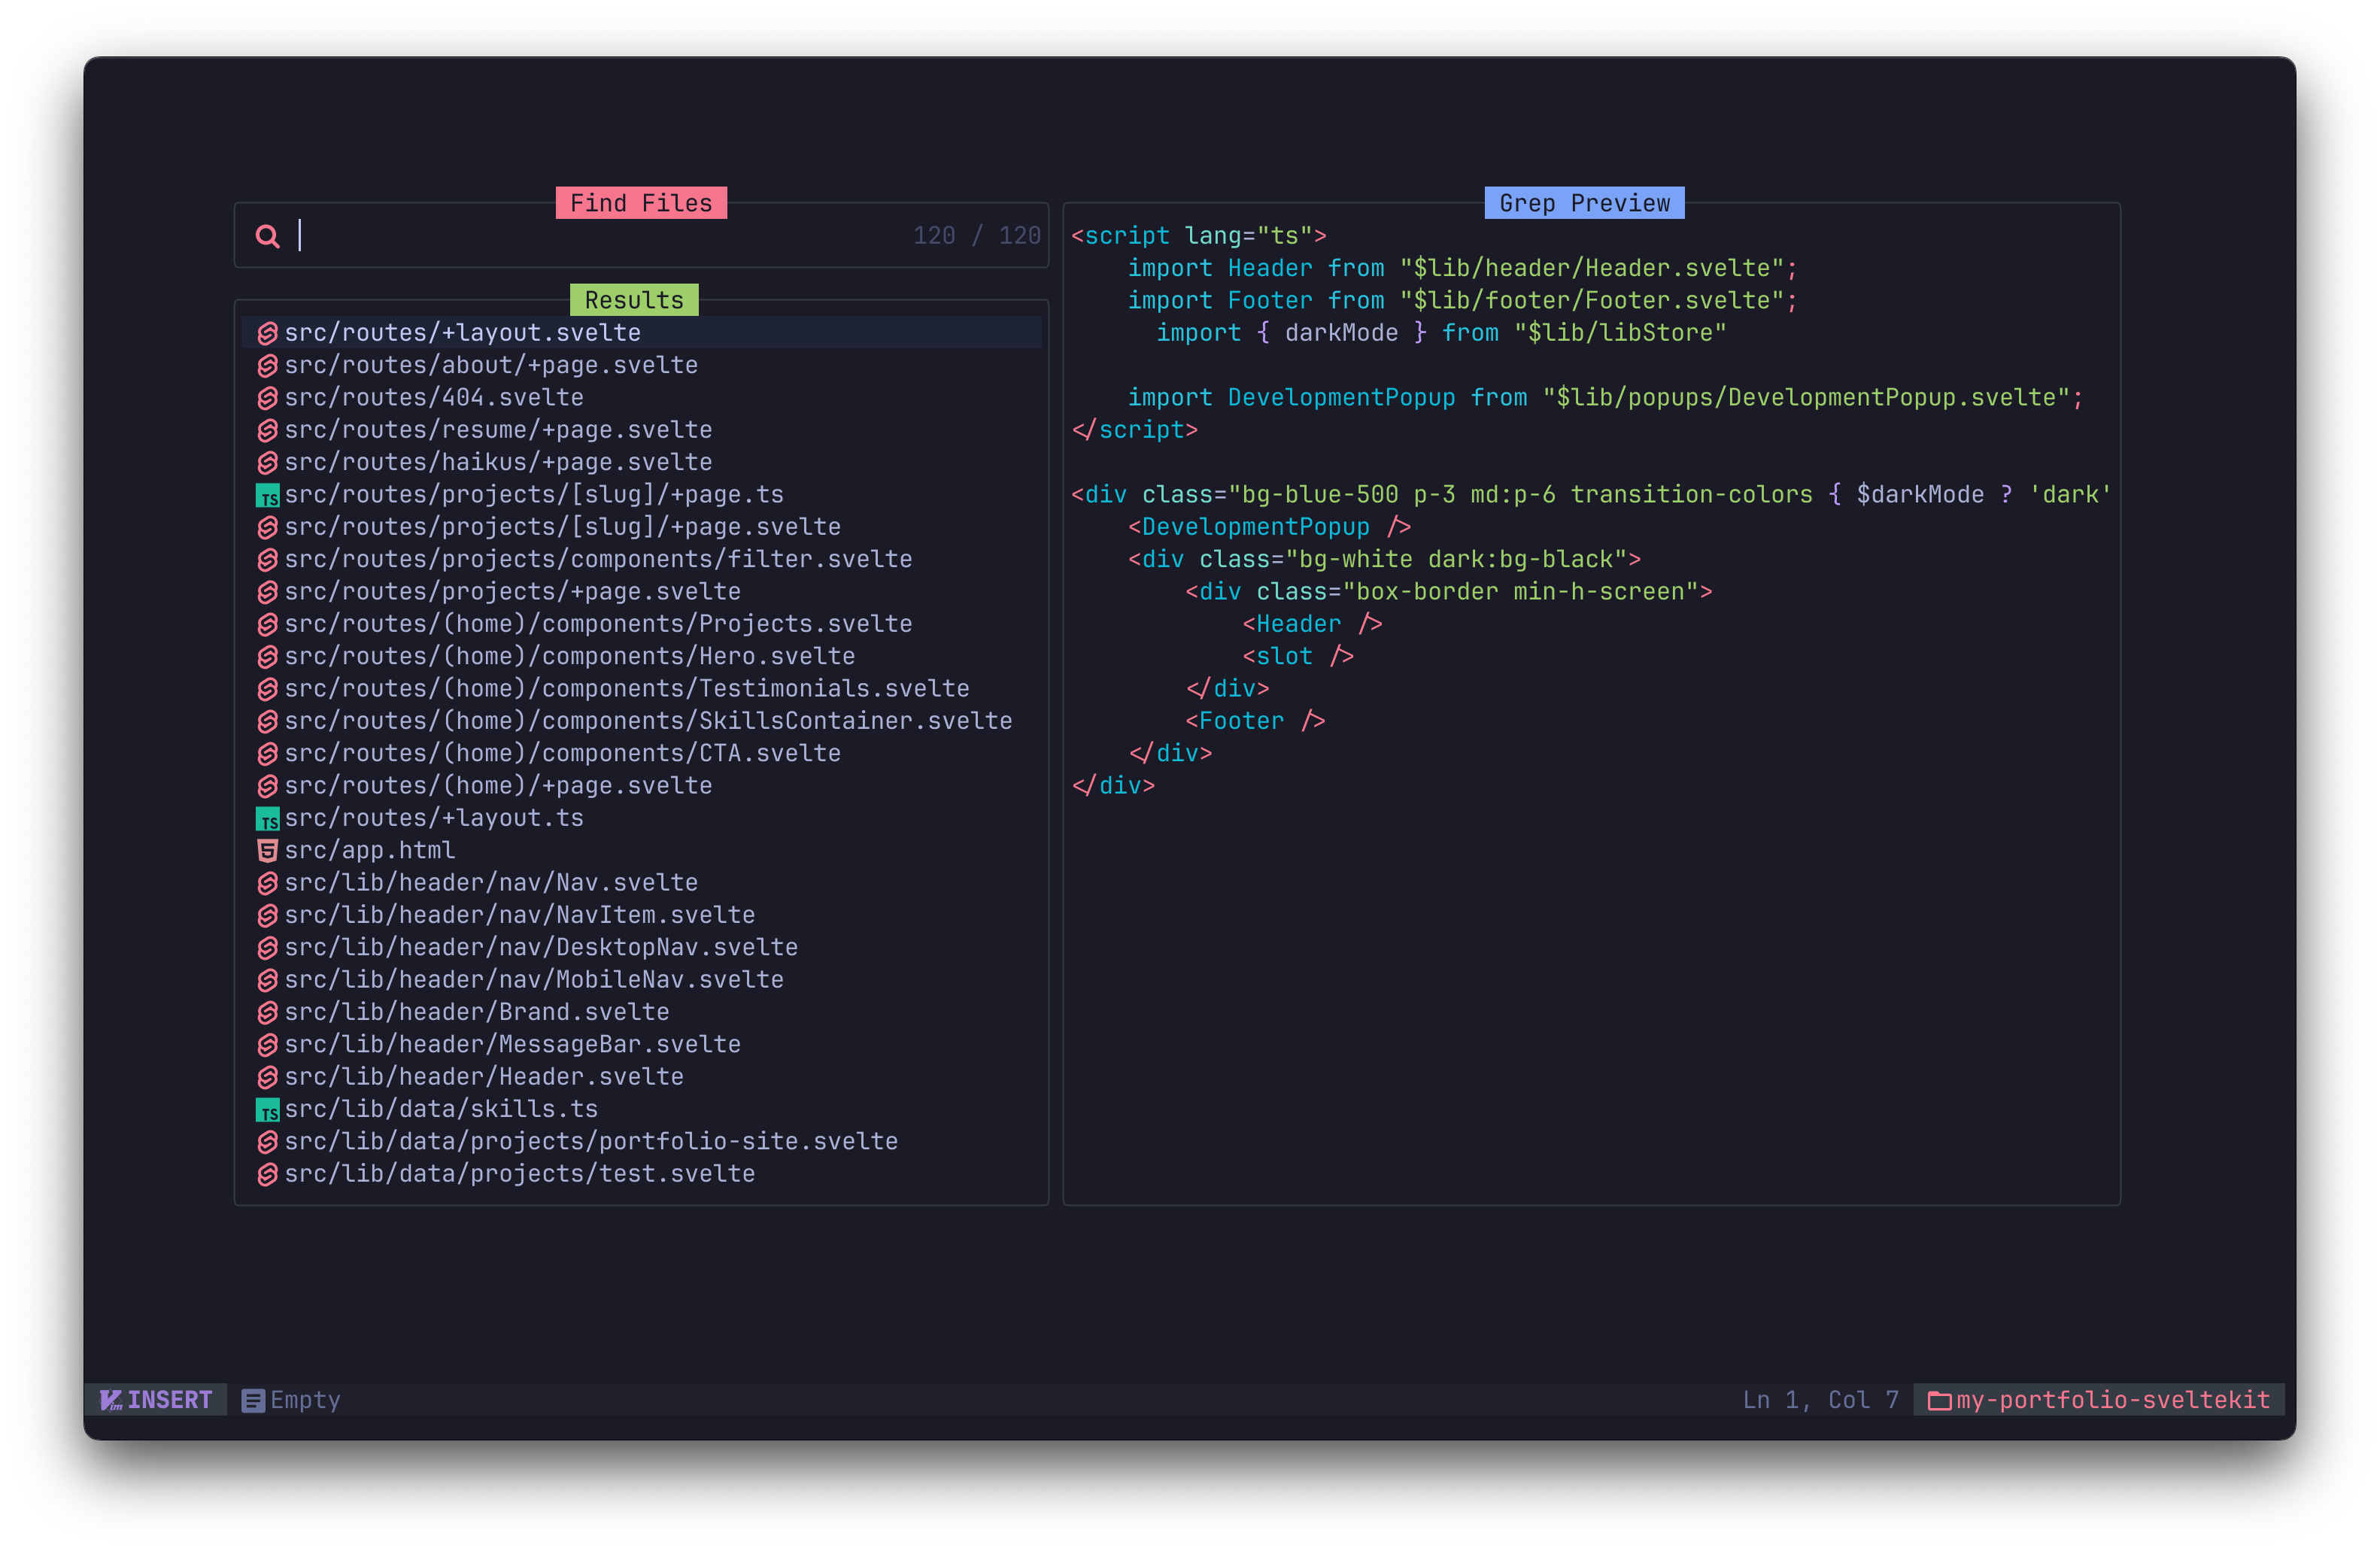 Find Files
120 / 120
Results
src/routes/+layout.svelte
src/routes/about/+page.svelte
src/routes/404.svelte
src/routes/resume/+page.svelte
src/routes/haikus/+page.svelte
TS src/routes/projects/[slug]/+page.ts
src/routes/projects/[slug]/+page.svelte
src/routes/projects/components/filter.svelte
src/routes/projects/+page.svelte
src/routes/(home)/components/Projects.svelte
src/routes/(home)/components/Hero.svelte
src/routes/(home)/components/Testimonials.svelte
src/routes/(home)/components/SkillsContainer.svelte
src/routes/(home)/components/CTA.svelte
src/routes/(home)/+page.svelte
TS src/routes/+layout.ts
src/app.html
src/lib/header/nav/Nav.svelte
src/lib/header/nav/NavItem.svelte
src/lib/header/nav/DesktopNav.svelte
src/lib/header/nav/MobileNav.svelte
src/lib/header/Brand.svelte
src/lib/header/MessageBar.svelte
src/lib/header/Header.svelte
TS src/lib/data/skills.ts
src/lib/data/projects/portfolio-site.svelte
src/lib/data/projects/test.svelte
Grep Preview
<script lang="ts">
    import Header from "$lib/header/Header.svelte";
    import Footer from "$lib/footer/Footer.svelte";
      import { darkMode } from "$lib/libStore"
    import DevelopmentPopup from "$lib/popups/DevelopmentPopup.svelte";
</script>
<div class="bg-blue-500 p-3 md:p-6 transition-colors { $darkMode ? 'dark'
    <DevelopmentPopup />
    <div class="bg-white dark:bg-black">
        <div class="box-border min-h-screen">
            <Header />
            <slot />
        </div>
        <Footer />
    </div>
</div>
Vim INSERT Empty
Ln 1, Col 7 my-portfolio-sveltekit